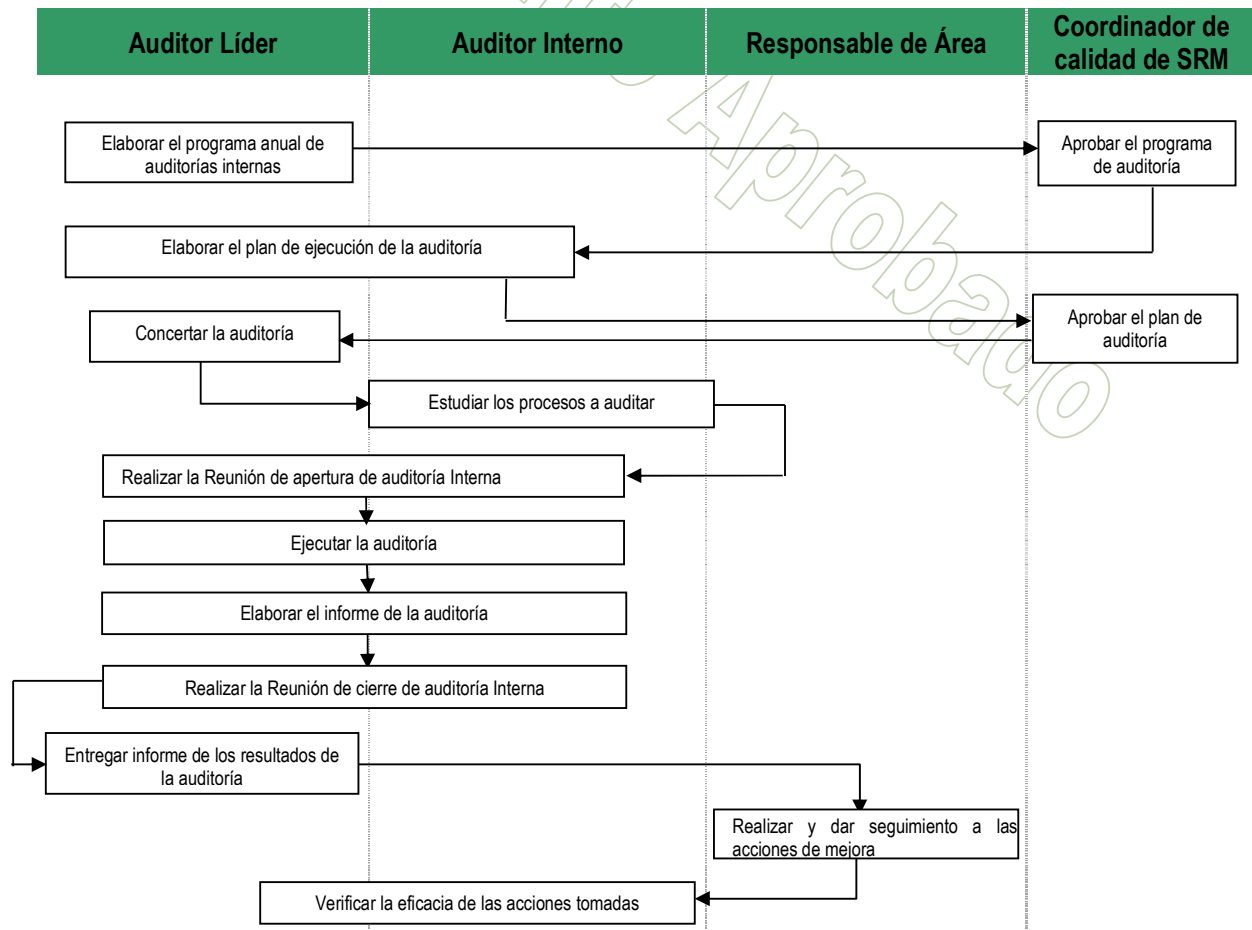 Auditor Líder
Auditor Interno
Responsable de Área
Coordinador de
calidad de SRM
Elaborar el programa anual de
auditorías internas
Aprobar el programa
de auditoría
Elaborar el plan de ejecución de la auditoría
Aprobar el plan de
auditoría
Concertar la auditoría
Estudiar los procesos a auditar
Realizar la Reunión de apertura de auditoría Interna
Ejecutar la auditoría
Elaborar el informe de la auditoría
Realizar la Reunión de cierre de auditoría Interna
Entregar informe de los resultados de
la auditoría
Realizar y dar seguimiento a las
acciones de mejora
Verificar la eficacia de las acciones tomadas
Aprobado